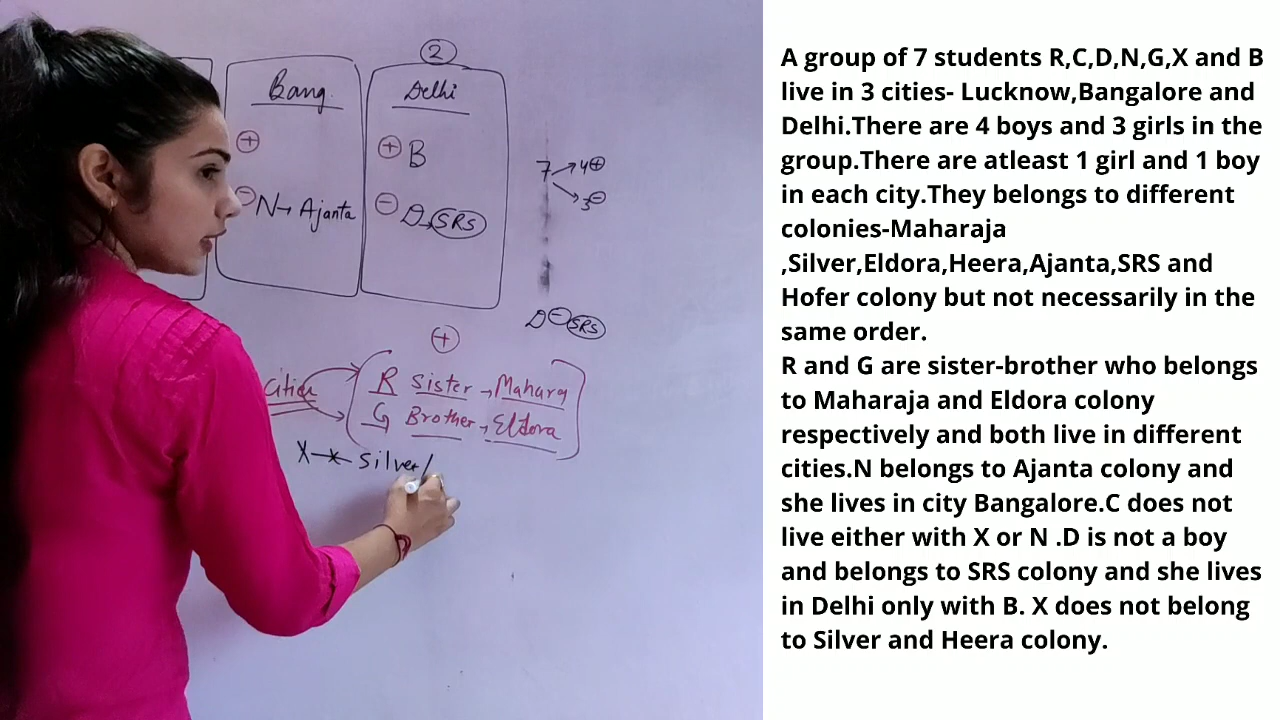 ②
Bang.
Delhi
⊕
⊕ B
⊖ N→ Ajanta
⊖ D→SRS
7 → 4⊕
→ 3⊖
D⊖ SRS
⊕
Cities
R Sister → Maharaj
G Brother → Eldora
X Silver/
A group of 7 students R,C,D,N,G,X and B
live in 3 cities- Lucknow,Bangalore and
Delhi.There are 4 boys and 3 girls in the
group.There are atleast 1 girl and 1 boy
in each city.They belongs to different
colonies-Maharaja
,Silver,Eldora,Heera,Ajanta,SRS and
Hofer colony but not necessarily in the
same order.
R and G are sister-brother who belongs
to Maharaja and Eldora colony
respectively and both live in different
cities.N belongs to Ajanta colony and
she lives in city Bangalore.C does not
live either with X or N .D is not a boy
and belongs to SRS colony and she lives
in Delhi only with B. X does not belong
to Silver and Heera colony.